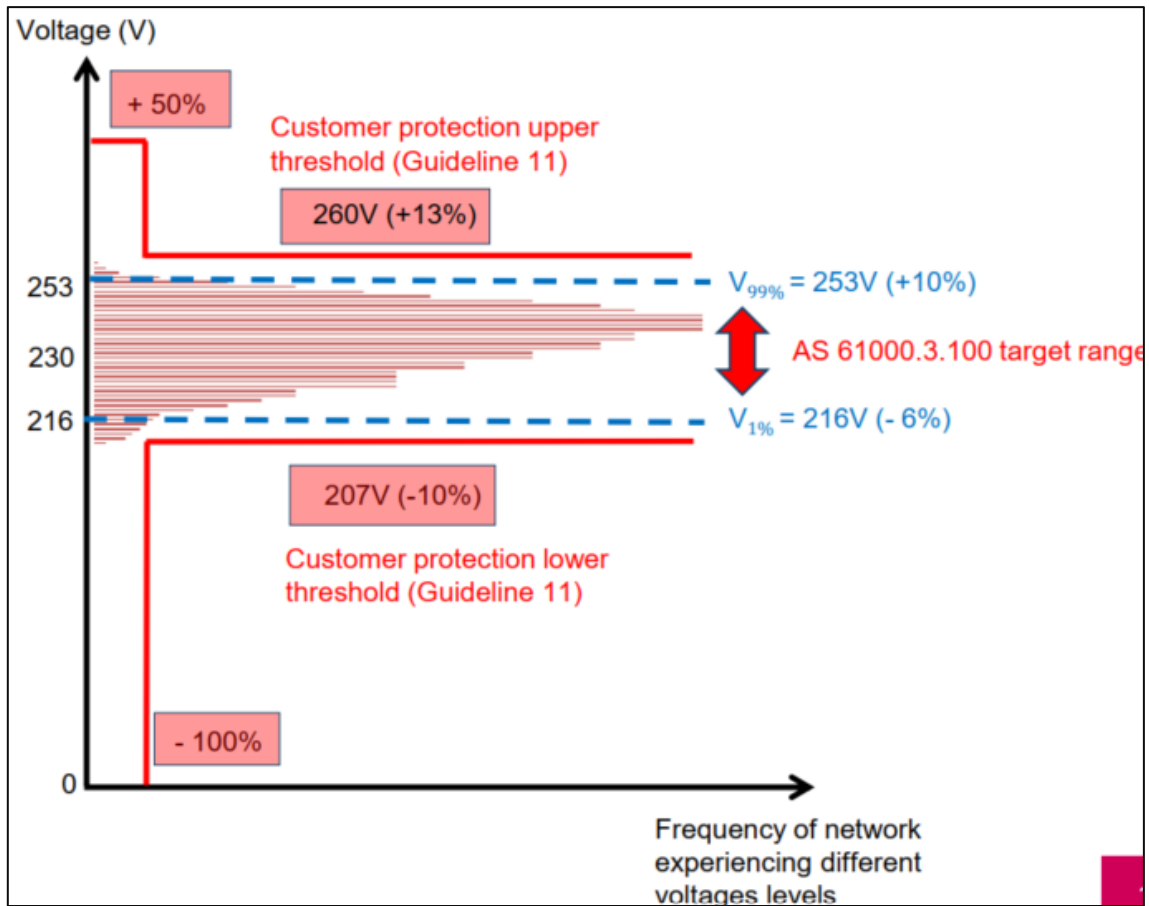 Voltage (V)
+ 50%
Customer protection upper
threshold (Guideline 11)
260V (+13%)
253
V99% = 253V (+10%)
AS 61000.3.100 target range
230
216
V1% = 216V (- 6%)
207V (-10%)
Customer protection lower
threshold (Guideline 11)
- 100%
0
Frequency of network
experiencing different
voltages levels